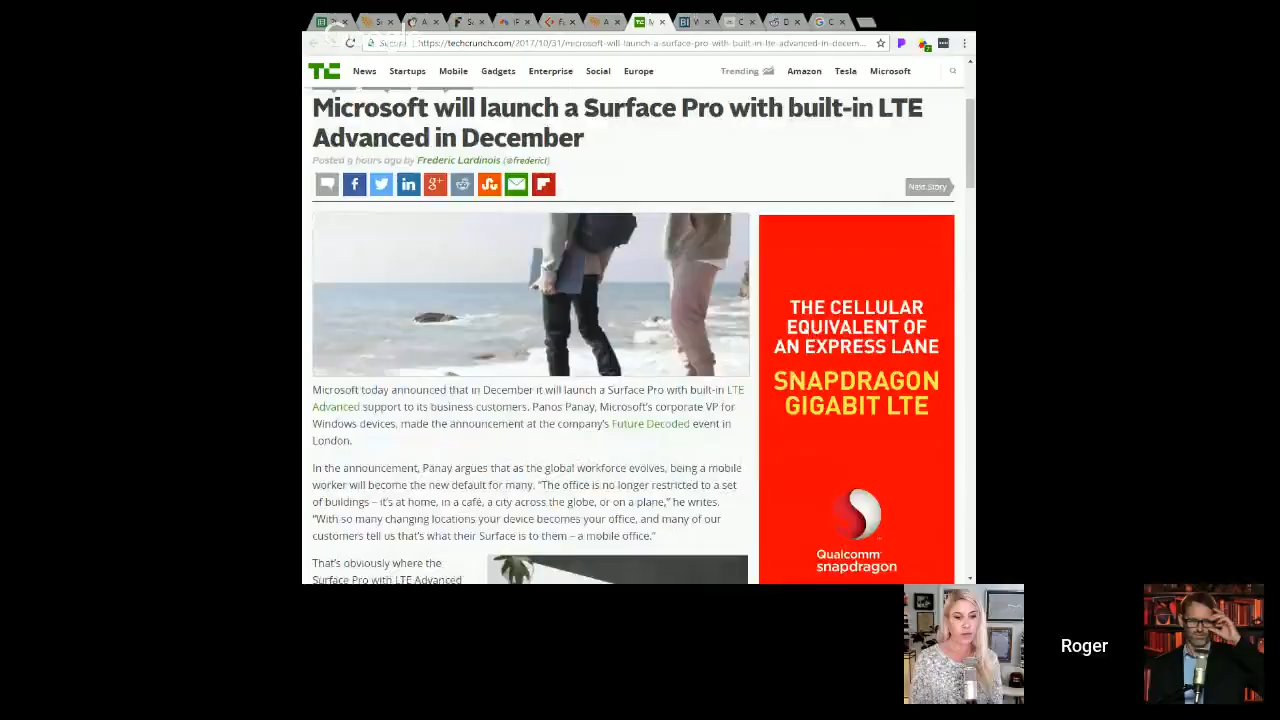 Google
https://techcrunch.com/2017/10/31/microsoft-will-launch-a-surface-pro-with-built-in-lte-advanced-in-decem...
TC News Startups Mobile Gadgets Enterprise Social Europe Trending Amazon Tesla Microsoft
Microsoft will launch a Surface Pro with built-in LTE
Advanced in December
Posted 9 hours ago by Frederic Lardinois (@fredericl)
Next Story
Microsoft today announced that in December it will launch a Surface Pro with built-in LTE
Advanced support to its business customers. Panos Panay, Microsoft's corporate VP for
Windows devices, made the announcement at the company's Future Decoded event in
London.
In the announcement, Panay argues that as the global workforce evolves, being a mobile
worker will become the new default for many. “The office is no longer restricted to a set
of buildings – it's at home, in a café, a city across the globe, or on a plane,” he writes.
“With so many changing locations your device becomes your office, and many of our
customers tell us that's what their Surface is to them – a mobile office.”
That's obviously where the
Surface Pro with LTE Advanced
THE CELLULAR
EQUIVALENT OF
AN EXPRESS LANE
SNAPDRAGON
GIGABIT LTE
Qualcomm
snapdragon
Roger